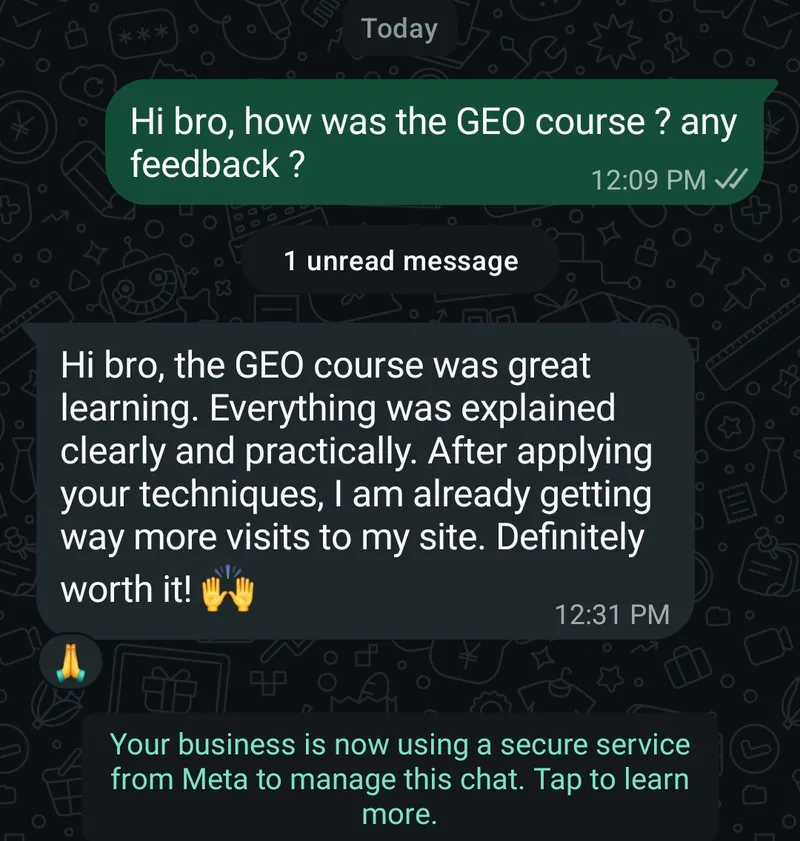 Today
Hi bro, how was the GEO course ? any
feedback ?
12:09 PM
1 unread message
Hi bro, the GEO course was great
learning. Everything was explained
clearly and practically. After applying
your techniques, I am already getting
way more visits to my site. Definitely
worth it! 🙌
12:31 PM
🙏
Your business is now using a secure service
from Meta to manage this chat. Tap to learn
more.